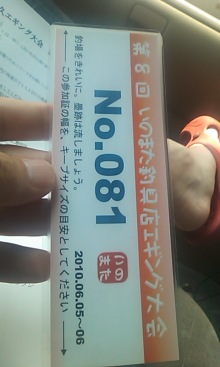 第8回 いのまた釣具店エギング大会
No.081
いの
また
2010.06.05～06
釣場をきれいに。墨跡は流しましょう。
この参加証の幅を、キープサイズの目安としてください
エギング大会